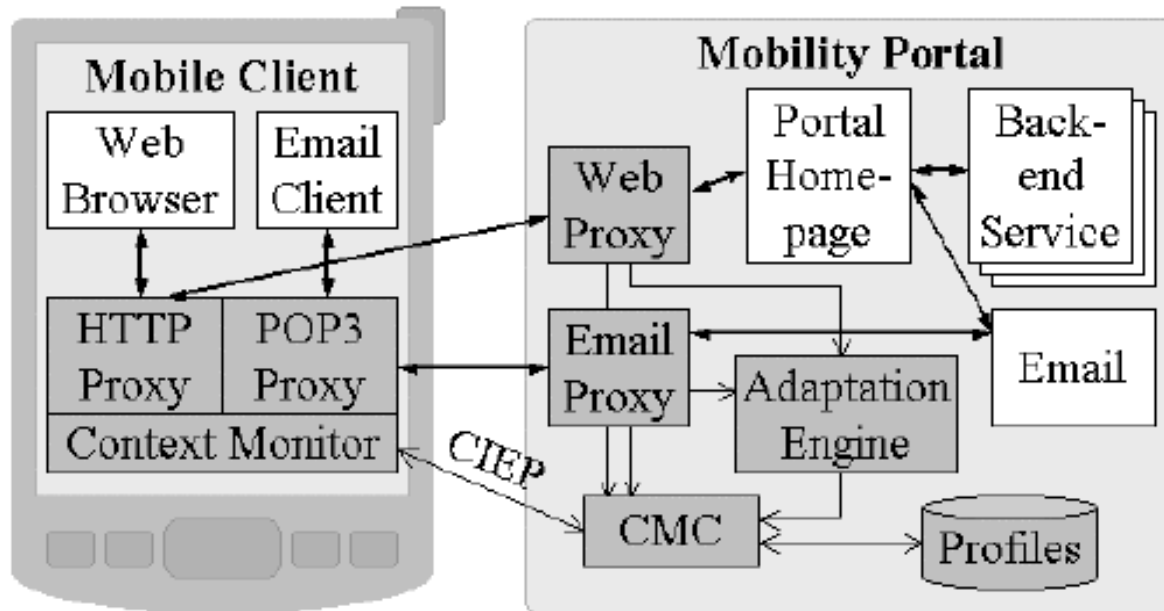 Mobile Client
Web
Browser
Email
Client
HTTP
Proxy
POP3
Proxy
Context Monitor
CIEP
Mobility Portal
Web
Proxy
Portal
Home-
page
Back-
end
Service
Email
Proxy
Adaptation
Engine
Email
CMC
Profiles